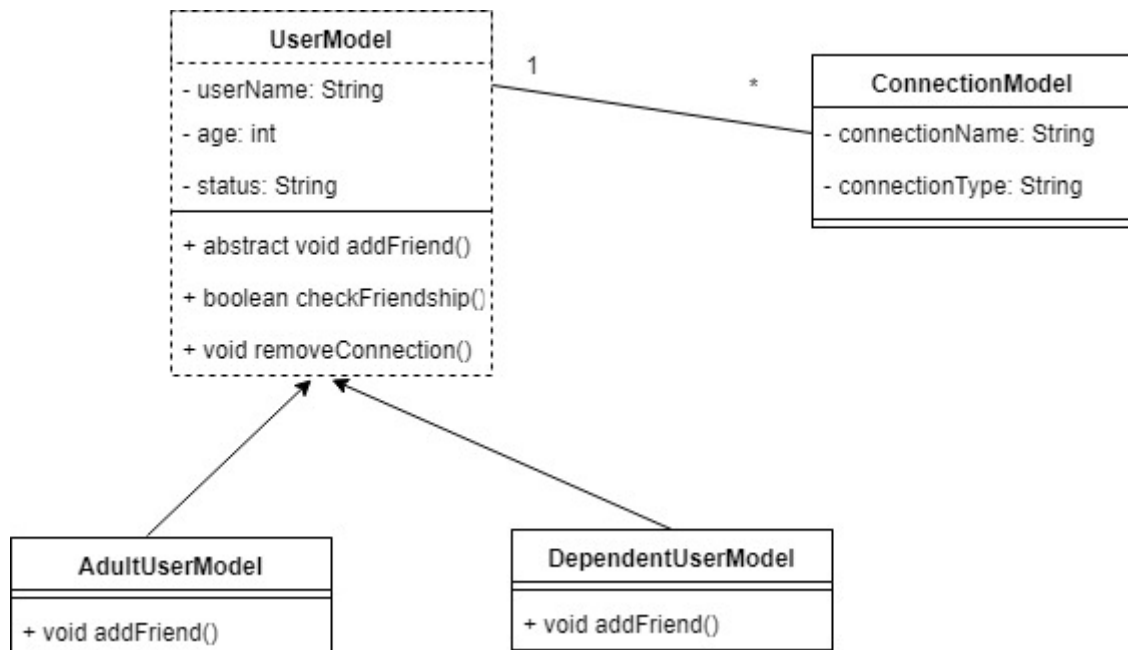 UserModel
- userName: String
- age: int
- status: String
+ abstract void addFriend()
+ boolean checkFriendship()
+ void removeConnection()
1
*
ConnectionModel
- connectionName: String
- connectionType: String
AdultUserModel
+ void addFriend()
DependentUserModel
+ void addFriend()